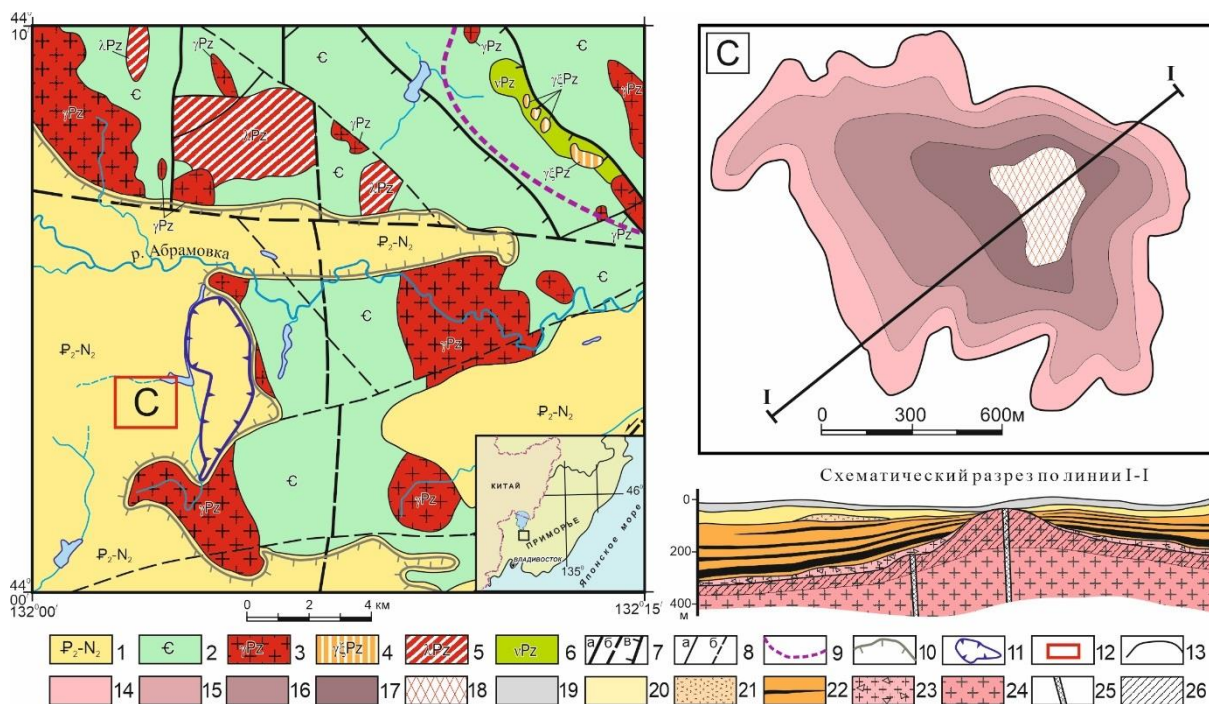 44°
10'
λPz
γPz
Є
Є
γPz
λPz
γPz
γPz
λPz
γPz
νPz
γξPz
γPz
γξPz
γPz
₽₂-N₂
р. Абрамовка
Є
₽₂-N₂
Є
γPz
С
₽₂-N₂
Є
γPz
γPz
₽₂-N₂
КИТАЙ
46°
ПРИМОРЬЕ
ВЛАДИВОСТОК
135°
Японское море
44°
00'
132°00'
132°15'
0 2 4 км
С
I
I
0 300 600м
Схематический разрез по линии I-I
0
200
400
м
₽₂-N₂ 1 Є 2 γPz 3 γξPz 4 λPz 5 νPz 6 а б в 7 а б 8 9 10 11 12 13
14 15 16 17 18 19 20 21 22 23 24 25 26